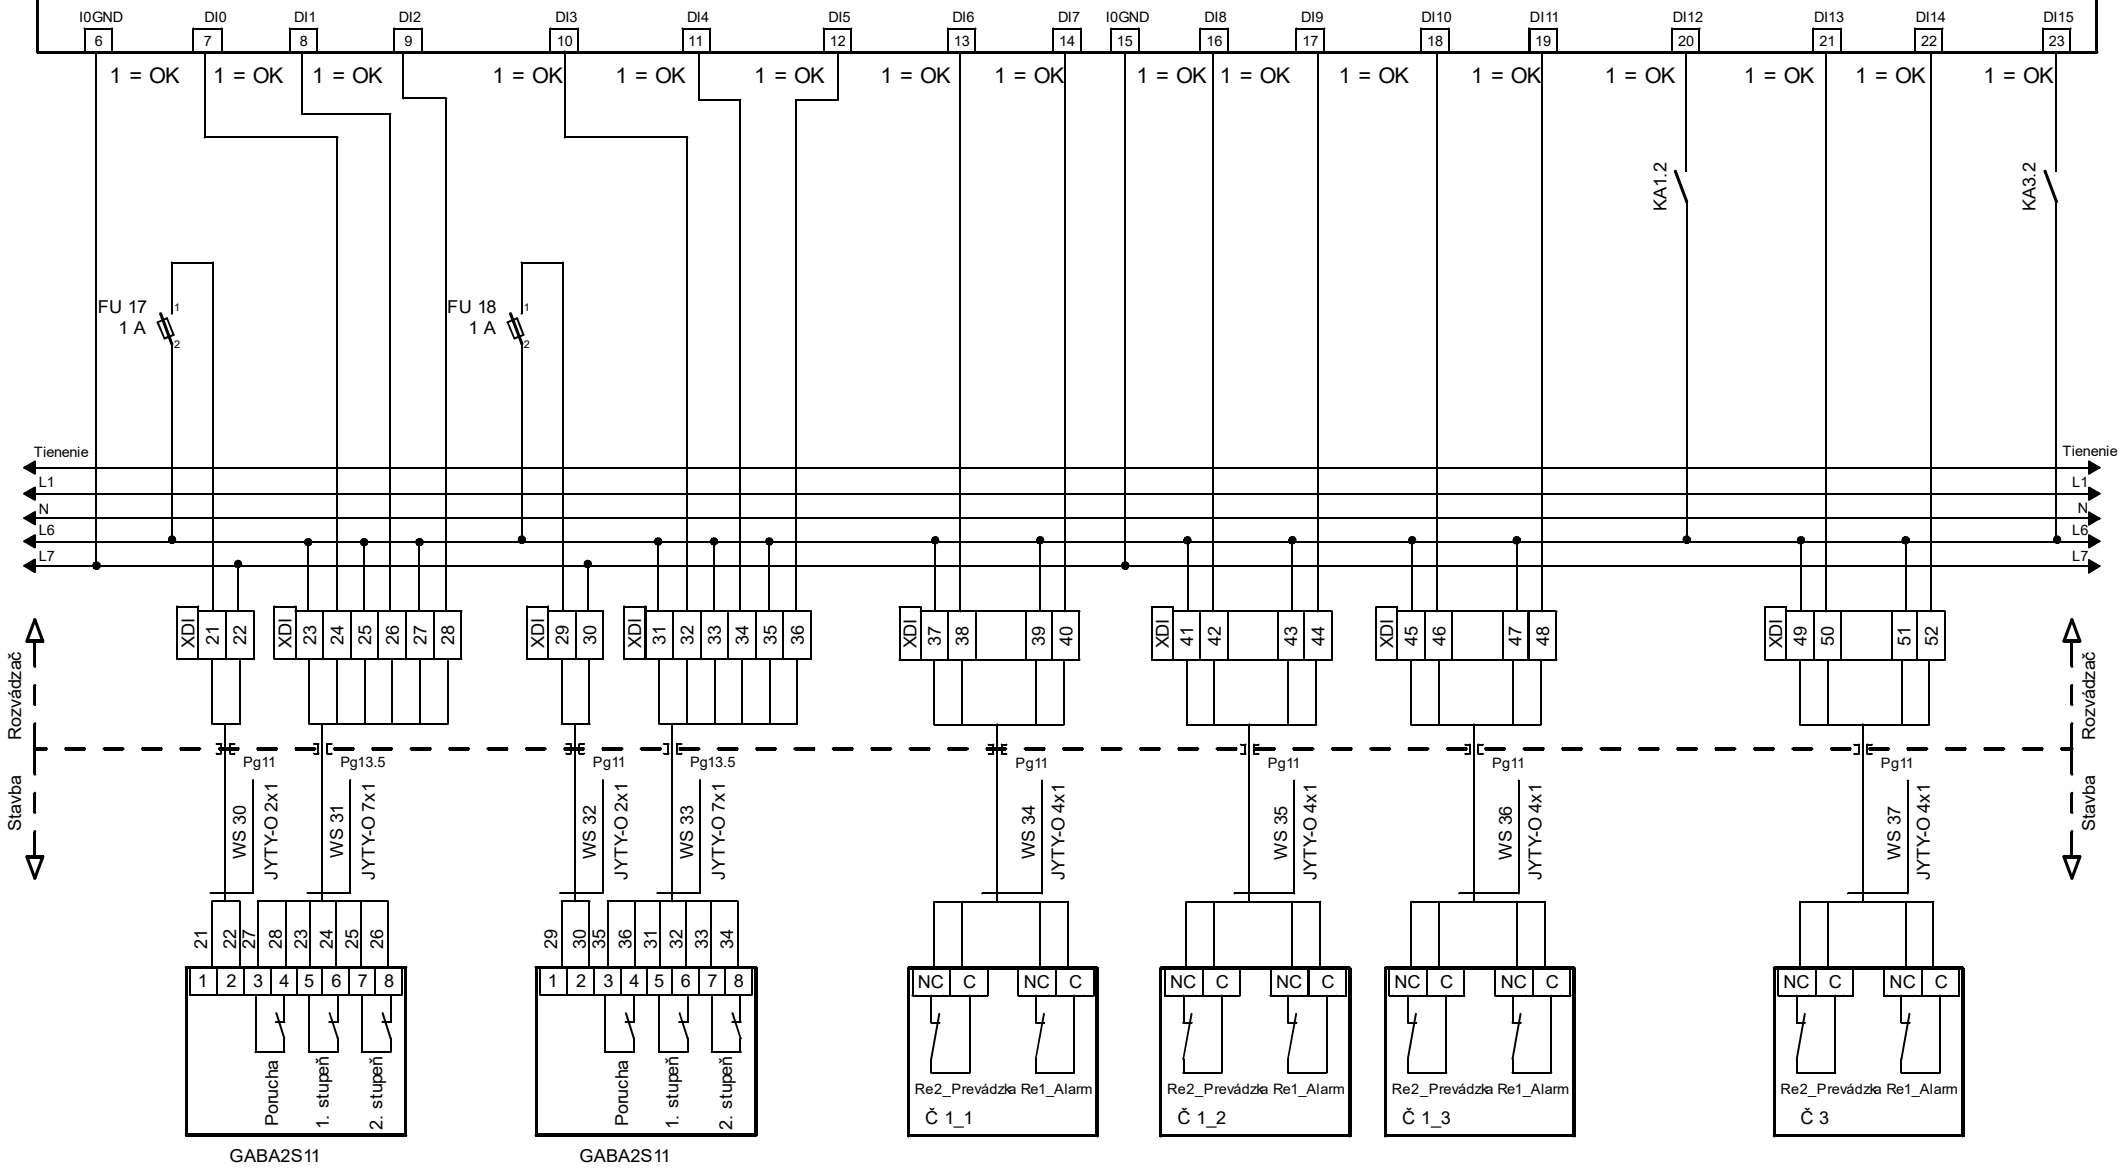 I0GND DI0 DI1 DI2 DI3 DI4 DI5 DI6 DI7 I0GND DI8 DI9 DI10 DI11 DI12 DI13 DI14 DI15
6 7 8 9 10 11 12 13 14 15 16 17 18 19 20 21 22 23
1 = OK 1 = OK 1 = OK 1 = OK 1 = OK 1 = OK 1 = OK 1 = OK 1 = OK 1 = OK 1 = OK 1 = OK 1 = OK 1 = OK 1 = OK 1 = OK
KA1.2 KA3.2
FU 17 1 FU 18 1
1 A 2 1 A 2
Tienenie Tienenie
L1 L1
N N
L6 L6
L7 L7
XDI 21 22 XDI 23 24 25 26 27 28 XDI 29 30 XDI 31 32 33 34 35 36 XDI 37 38 39 40 XDI 41 42 43 44 XDI 45 46 47 48 XDI 49 50 51 52
Rozvádzač Rozvádzač
Pg11 Pg13.5 Pg11 Pg13.5 Pg11 Pg11 Pg11 Pg11
Stavba Stavba
WS 30 JYTY-O 2x1
WS 31 JYTY-O 7x1
WS 32 JYTY-O 2x1
WS 33 JYTY-O 7x1
WS 34 JYTY-O 4x1
WS 35 JYTY-O 4x1
WS 36 JYTY-O 4x1
WS 37 JYTY-O 4x1
21 22 27 28 23 24 25 26 29 30 35 36 31 32 33 34
1 2 3 4 5 6 7 8 1 2 3 4 5 6 7 8 NC C NC C NC C NC C NC C NC C NC C NC C
Porucha 1. stupeň 2. stupeň Porucha 1. stupeň 2. stupeň
Re2_Prevádzka Re1_Alarm Re2_Prevádzka Re1_Alarm Re2_Prevádzka Re1_Alarm Re2_Prevádzka Re1_Alarm
Č 1_1 Č 1_2 Č 1_3 Č 3
GABA2S11 GABA2S11